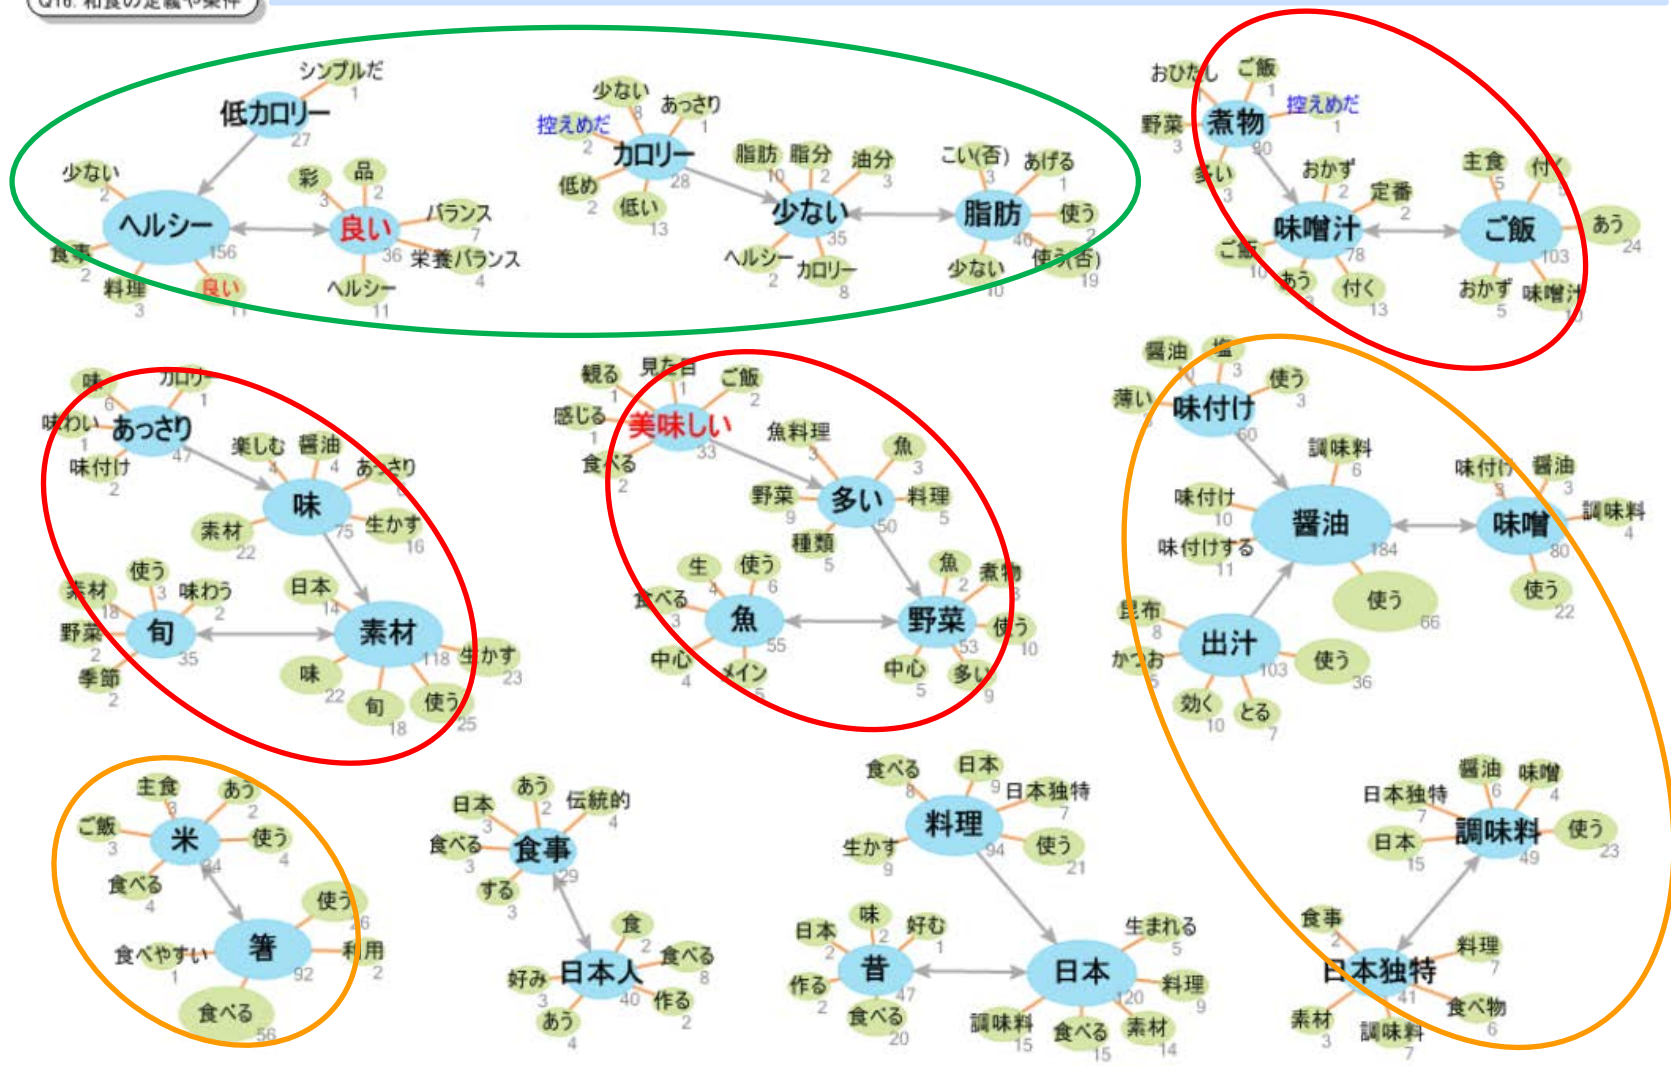 Q16. 和食の定義や条件
シンプルだ
1
低カロリー
27
少ない
2
ヘルシー
156
食事
2
料理
3
良い
11
彩
3
品
2
良い
36
バランス
7
栄養バランス
4
ヘルシー
11
少ない
8
あっさり
1
控えめだ
2
カロリー
28
低め
2
低い
13
脂肪
10
脂分
2
油分
3
少ない
35
ヘルシー
2
カロリー
8
こい(否)
3
あげる
1
脂肪
46
使う
2
使う(否)
19
少ない
10
おひたし
ご飯
1
控えめだ
1
煮物
80
野菜
3
多い
3
おかず
2
定番
2
味噌汁
78
ご飯
10
あう
付く
13
主食
5
付く
ご飯
103
あう
24
おかず
5
味噌汁
味
6
カロリー
1
味わい
1
あっさり
47
味付け
2
楽しむ
4
醤油
4
あっさり
味
75
素材
22
生かす
16
素材
18
使う
3
味わう
2
野菜
2
旬
35
季節
2
日本
14
素材
118
生かす
23
味
22
旬
18
使う
25
観る
見た目
1
ご飯
2
感じる
1
美味しい
33
食べる
2
魚料理
3
魚
3
野菜
9
多い
50
料理
5
種類
5
生
4
使う
6
食べる
3
魚
55
中心
4
メイン
5
魚
2
煮物
3
野菜
53
使う
10
中心
5
多い
9
醤油
塩
3
薄い
味付け
60
使う
3
調味料
6
味付け
10
醤油
184
味付けする
11
使う
66
味付け
3
醤油
3
味噌
80
調味料
4
使う
22
昆布
8
かつお
5
出汁
103
使う
36
効く
10
とる
7
主食
3
あう
2
ご飯
3
米
使う
4
食べる
4
使う
26
食べやすい
1
箸
92
利用
2
食べる
56
日本
3
あう
2
伝統的
4
食べる
3
食事
29
する
3
食
2
好み
3
日本人
40
食べる
8
作る
2
あう
4
食べる
8
日本
9
日本独特
7
料理
94
生かす
9
使う
21
日本
2
味
2
好む
1
昔
47
作る
2
食べる
20
生まれる
5
日本
120
料理
9
調味料
15
食べる
15
素材
14
醤油
6
味噌
4
日本独特
7
日本
15
調味料
49
使う
23
食事
2
料理
7
日本独特
41
食べ物
6
素材
3
調味料
7